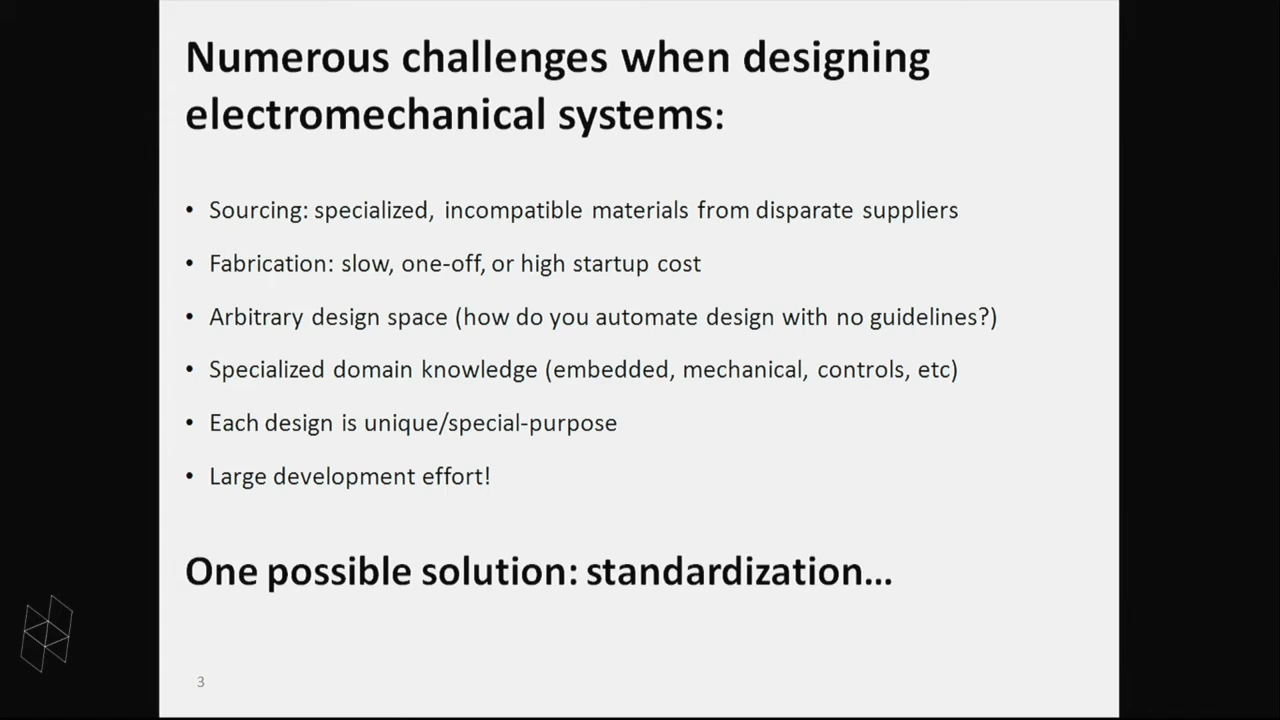 Numerous challenges when designing
electromechanical systems:
• Sourcing: specialized, incompatible materials from disparate suppliers
• Fabrication: slow, one-off, or high startup cost
• Arbitrary design space (how do you automate design with no guidelines?)
• Specialized domain knowledge (embedded, mechanical, controls, etc)
• Each design is unique/special-purpose
• Large development effort!
One possible solution: standardization...
3